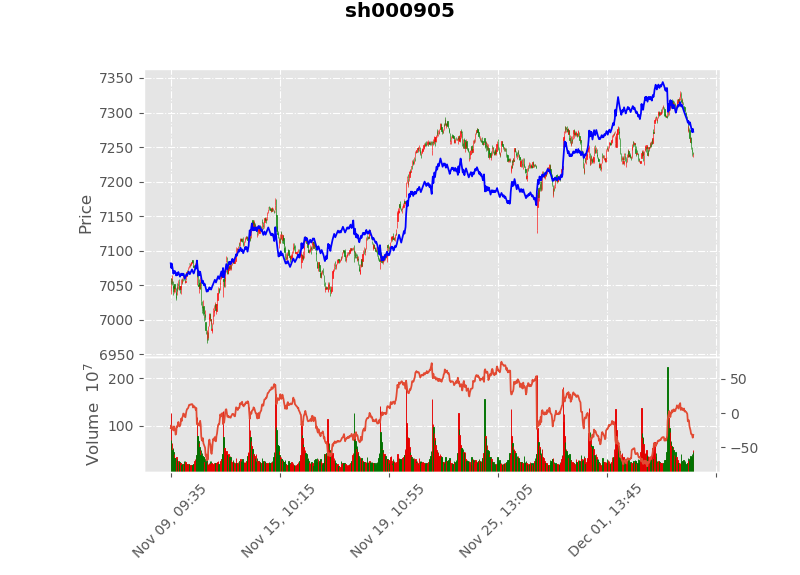 sh000905
7350
7300
7250
7200
7150
7100
7050
7000
6950
Price
200
100
Volume 10^7
50
0
−50
Nov 09, 09:35
Nov 15, 10:15
Nov 19, 10:55
Nov 25, 13:05
Dec 01, 13:45